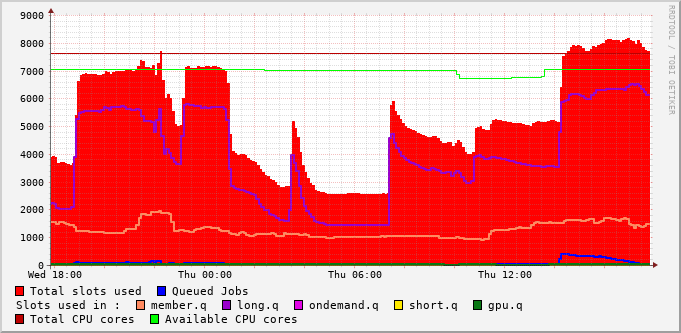 RRDTOOL / TOBI OETIKER
9000
8000
7000
6000
5000
4000
3000
2000
1000
0
Wed 18:00 Thu 00:00 Thu 06:00 Thu 12:00
Total slots used Queued Jobs
Slots used in : member.q long.q ondemand.q short.q gpu.q
Total CPU cores Available CPU cores